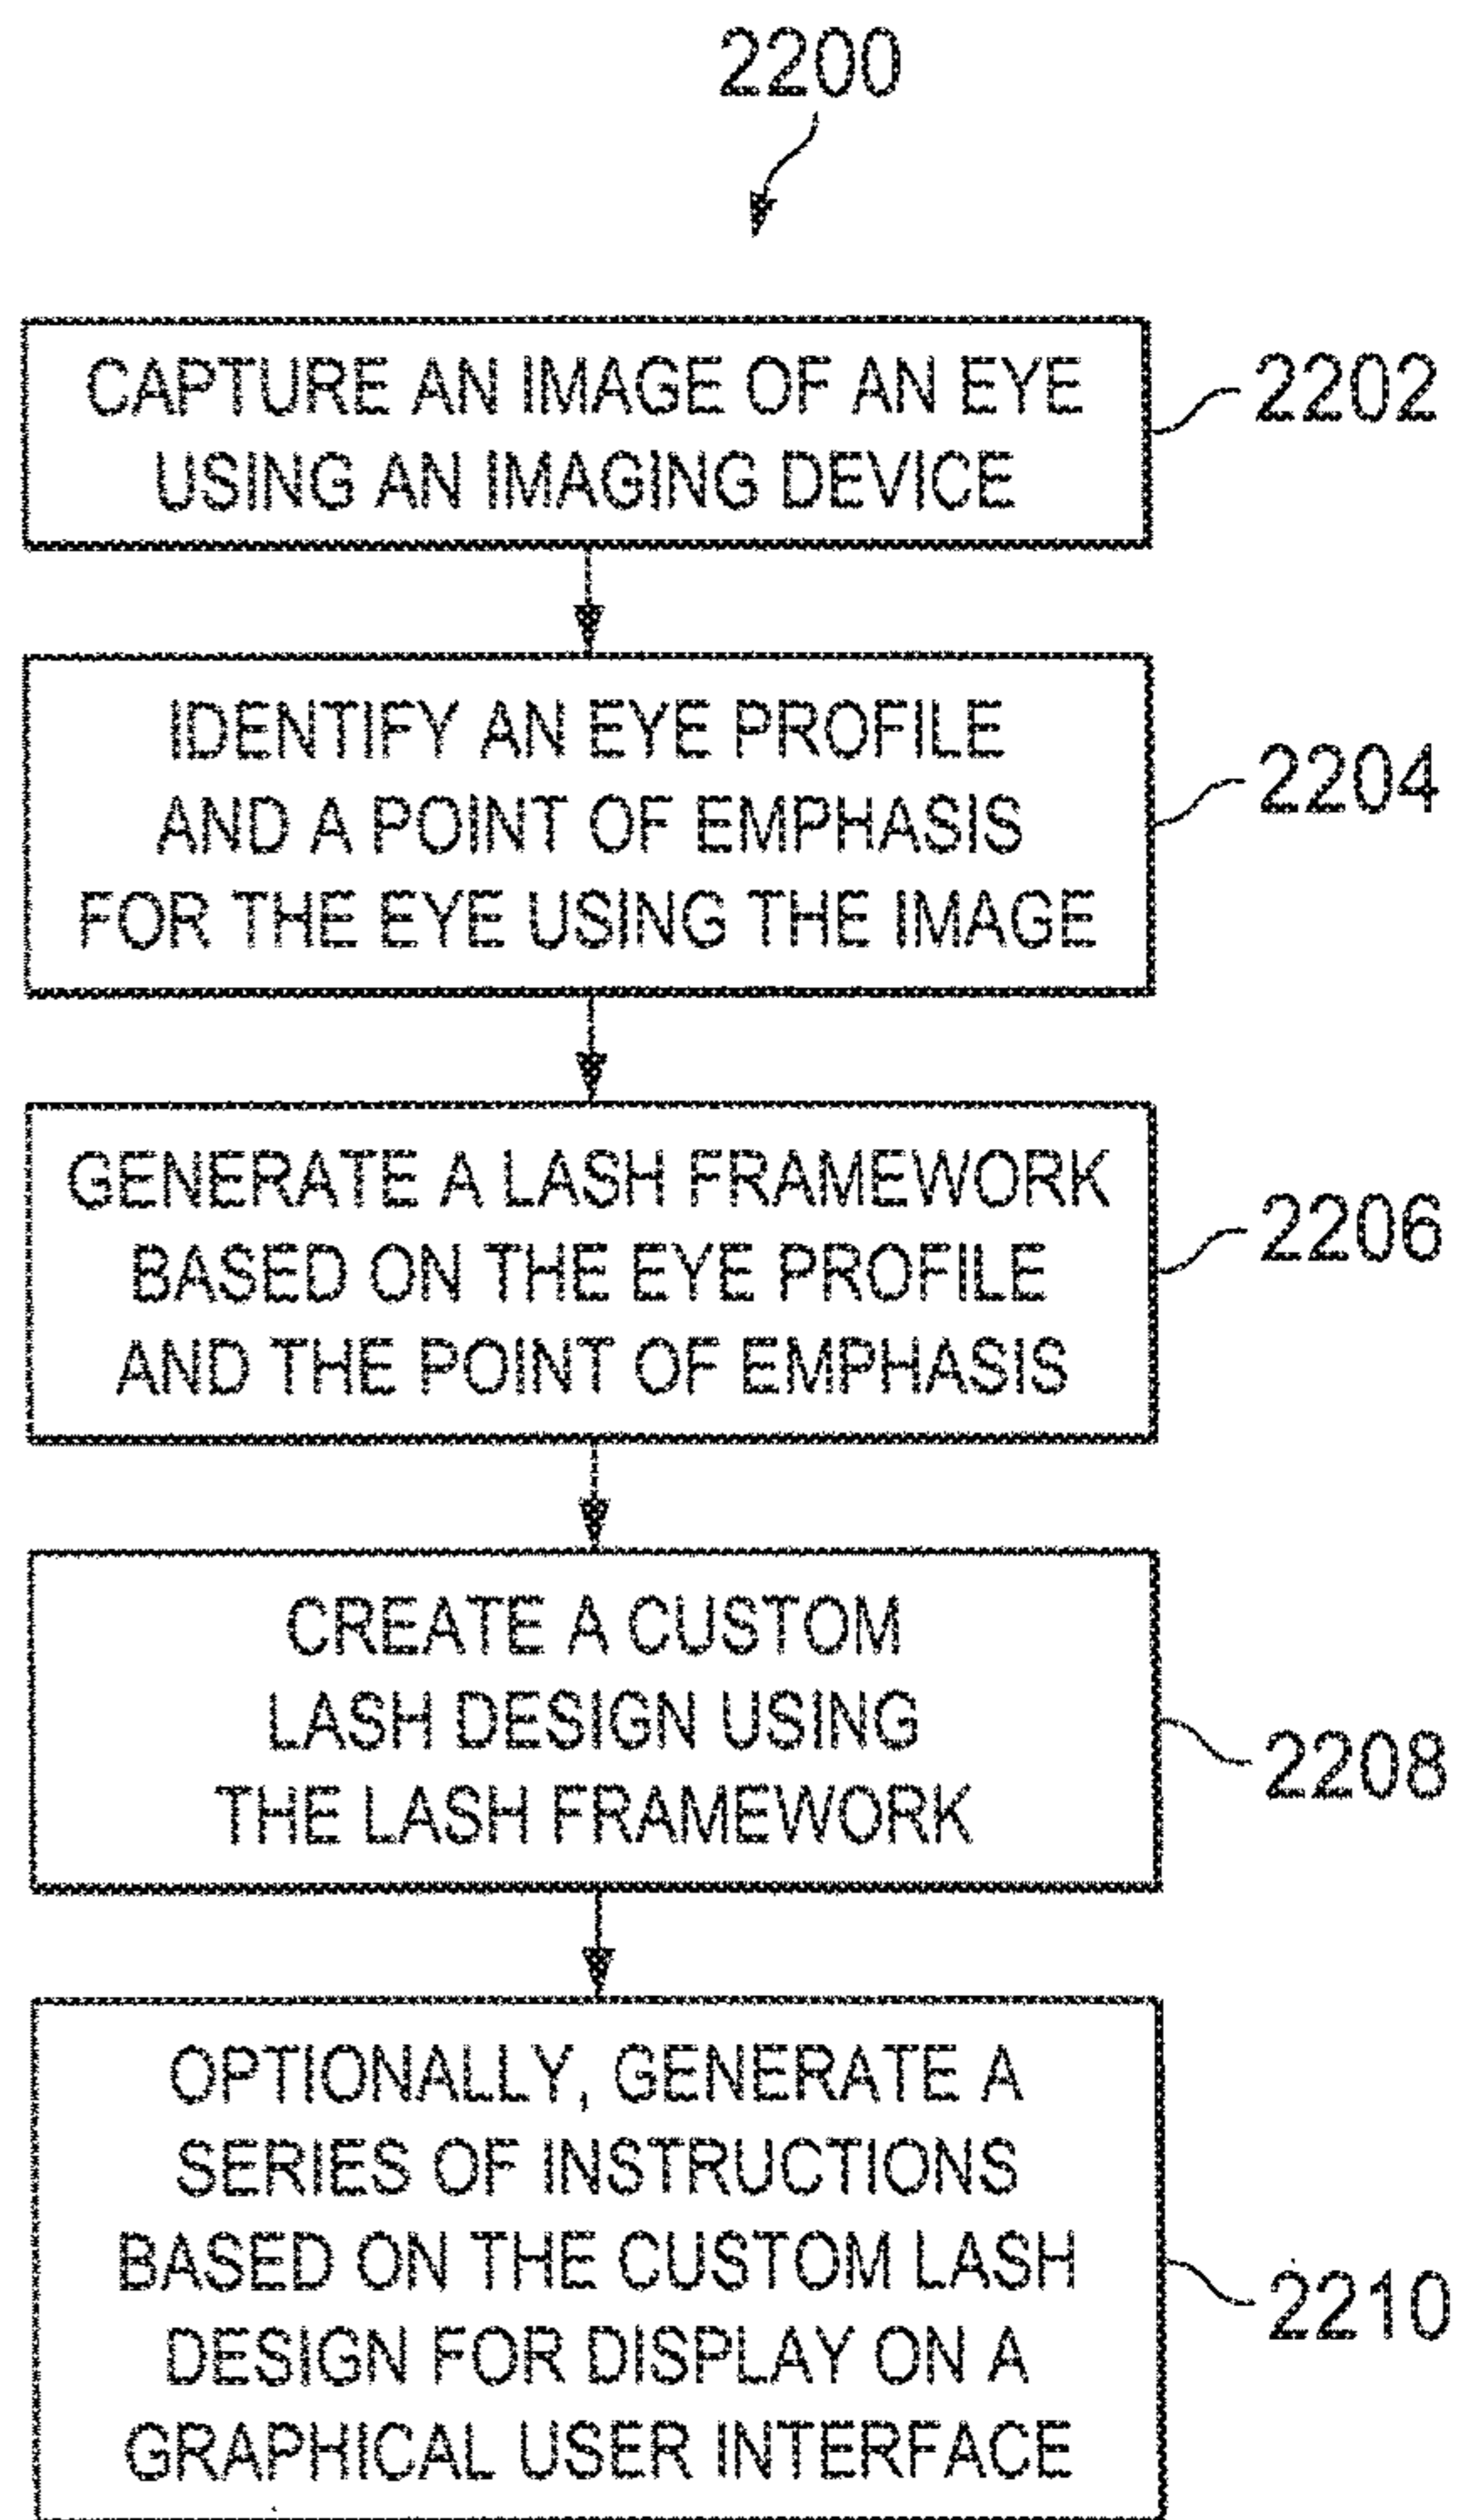 2200
CAPTURE AN IMAGE OF AN EYE
USING AN IMAGING DEVICE
2202
IDENTIFY AN EYE PROFILE
AND A POINT OF EMPHASIS
FOR THE EYE USING THE IMAGE
2204
GENERATE A LASH FRAMEWORK
BASED ON THE EYE PROFILE
AND THE POINT OF EMPHASIS
2206
CREATE A CUSTOM
LASH DESIGN USING
THE LASH FRAMEWORK
2208
OPTIONALLY, GENERATE A
SERIES OF INSTRUCTIONS
BASED ON THE CUSTOM LASH
DESIGN FOR DISPLAY ON A
GRAPHICAL USER INTERFACE
2210